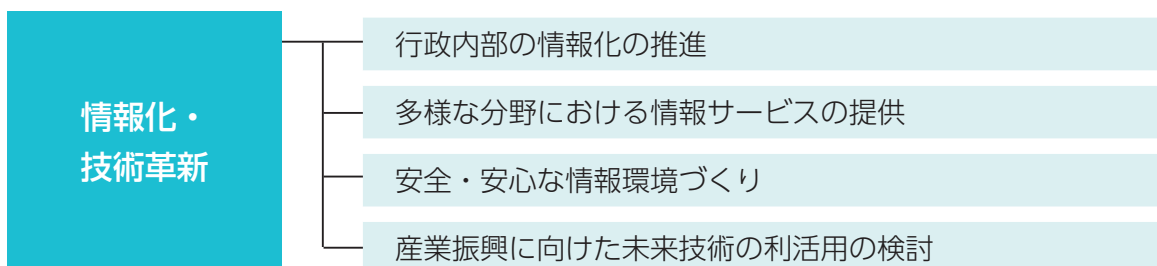 情報化・
技術革新
行政内部の情報化の推進
多様な分野における情報サービスの提供
安全・安心な情報環境づくり
産業振興に向けた未来技術の利活用の検討